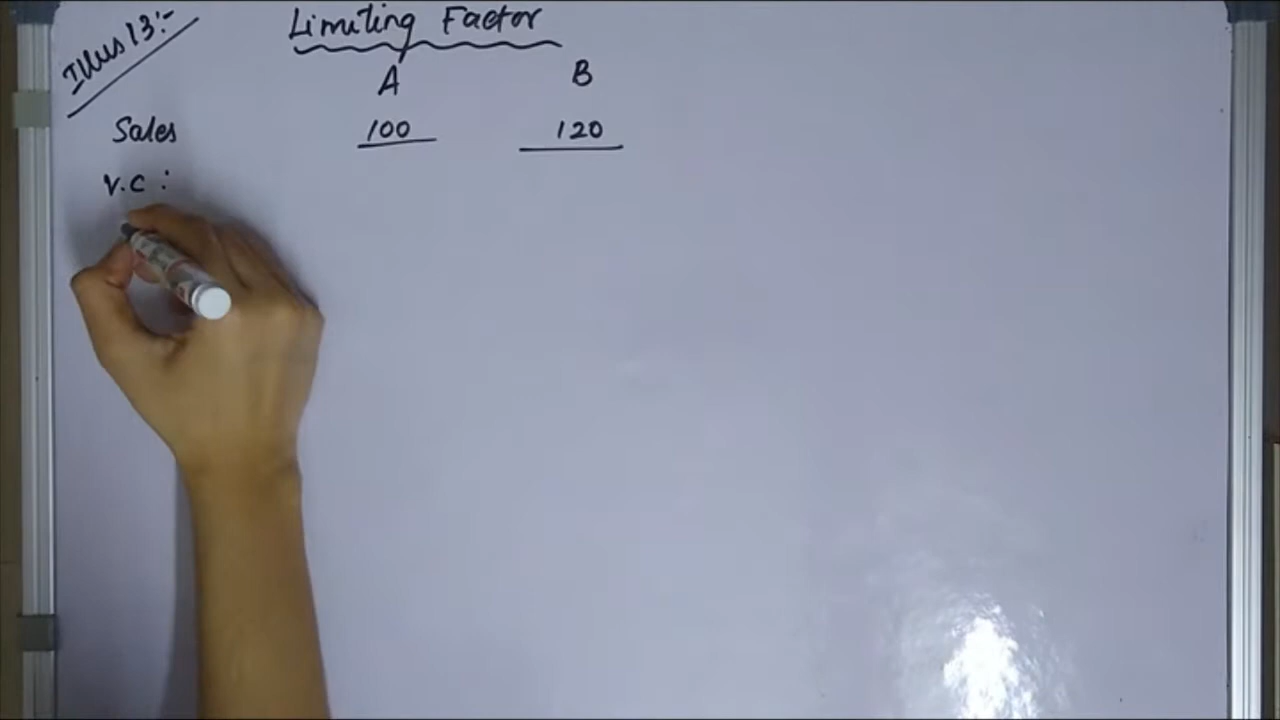 Illus 13:-
Limiting Factor
A B
Sales 100 120
V.C :